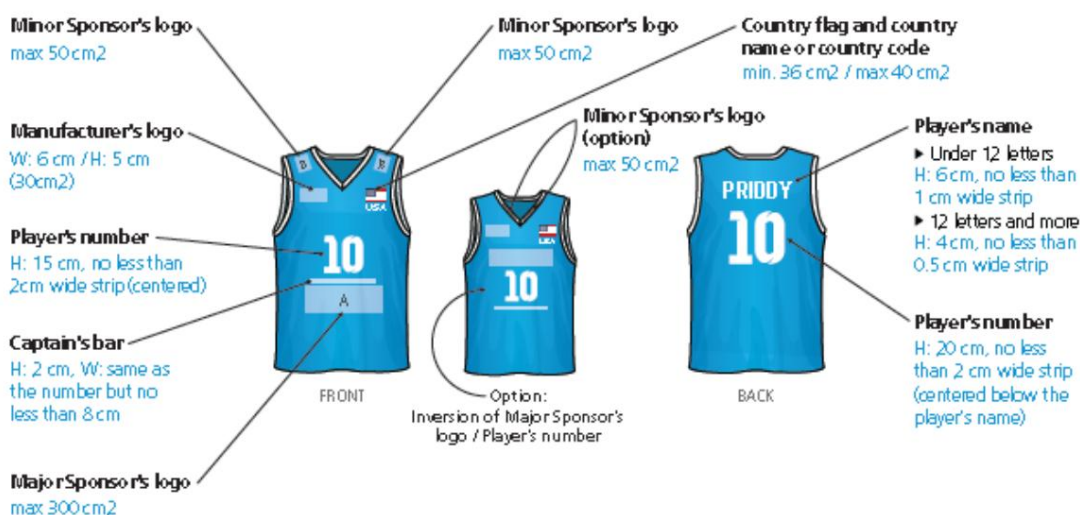 Minor Sponsor's logo
max 50 cm2
Minor Sponsor's logo
max 50 cm2
Country flag and country
name or country code
min. 36 cm2 / max 40 cm2
Manufacturer's logo
W: 6 cm / H: 5 cm
(30cm2)
Minor Sponsor's logo
(option)
max 50 cm2
Player's name
▸ Under 12 letters
H: 6 cm, no less than
1 cm wide strip
▸ 12 letters and more
H: 4 cm, no less than
0.5 cm wide strip
Player's number
H: 15 cm, no less than
2cm wide strip (centered)
Captain's bar
H: 2 cm, W: same as
the number but no
less than 8 cm
Major Sponsor's logo
max 300 cm2
B
B
USA
10
A
FRONT
USA
10
Option:
Inversion of Major Sponsor's
logo / Player's number
PRIDDY
10
BACK
Player's number
H: 20 cm, no less
than 2 cm wide strip
(centered below the
player's name)